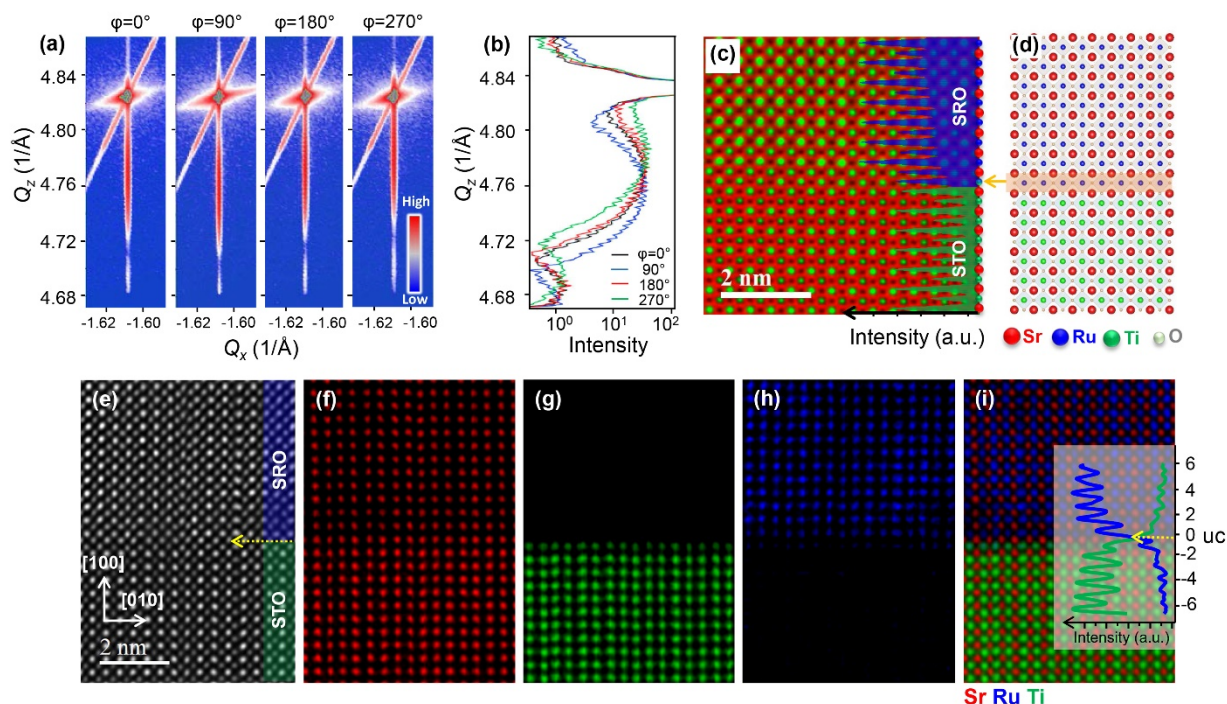 φ=0° φ=90° φ=180° φ=270°
(a)
4.84
4.80
4.76
4.72
4.68
Qz (1/Å)
High
Low
-1.62 -1.60 -1.62 -1.60 -1.62 -1.60 -1.62 -1.60
Qx (1/Å)
(b)
4.84
4.80
4.76
4.72
4.68
Qz (1/Å)
φ=0°
90°
180°
270°
10⁰ 10¹ 10²
Intensity
(c)
SRO
STO
2 nm
Intensity (a.u.)
(d)
Sr Ru Ti O
(e)
SRO
STO
[100]
[010]
2 nm
(f)
(g)
(h)
(i)
6
4
2
0
-2
-4
-6
uc
Intensity (a.u.)
Sr Ru Ti